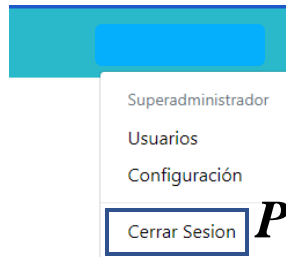 Superadministrador
Usuarios
Configuración
Cerrar Sesion
P